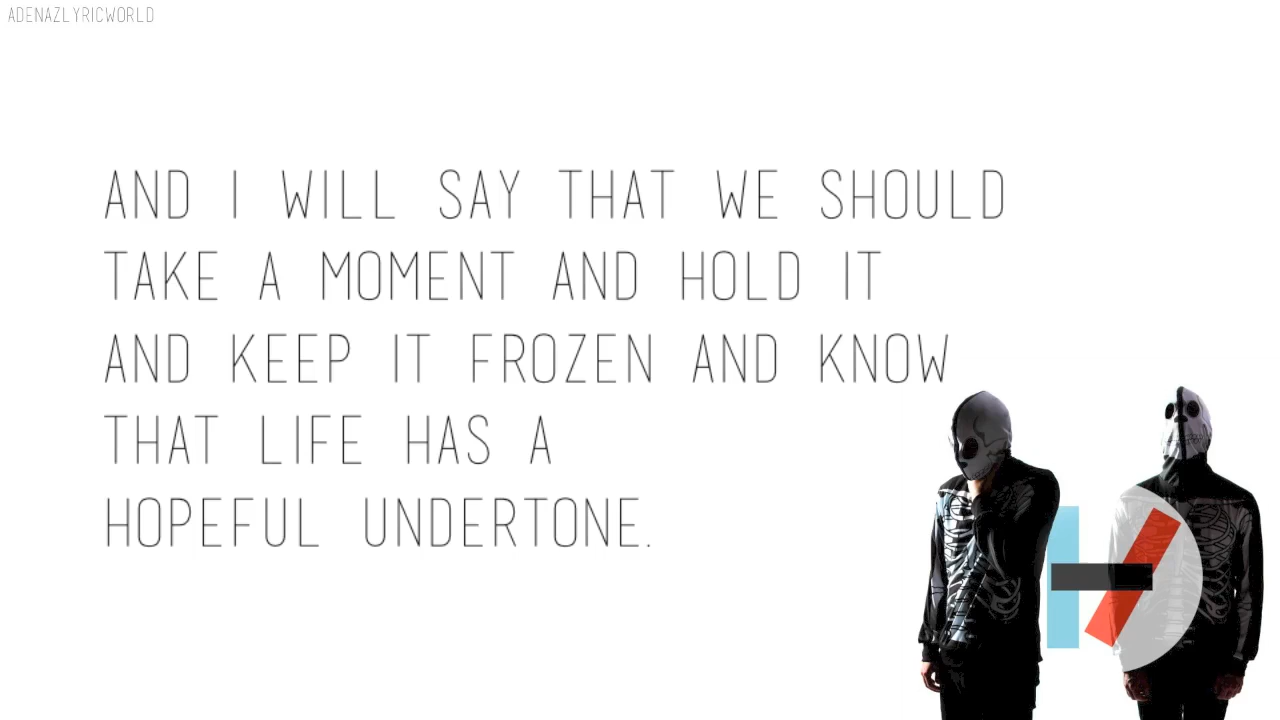 ADENAZLYRICWORLD
AND I WILL SAY THAT WE SHOULD
TAKE A MOMENT AND HOLD IT
AND KEEP IT FROZEN AND KNOW
THAT LIFE HAS A
HOPEFUL UNDERTONE.